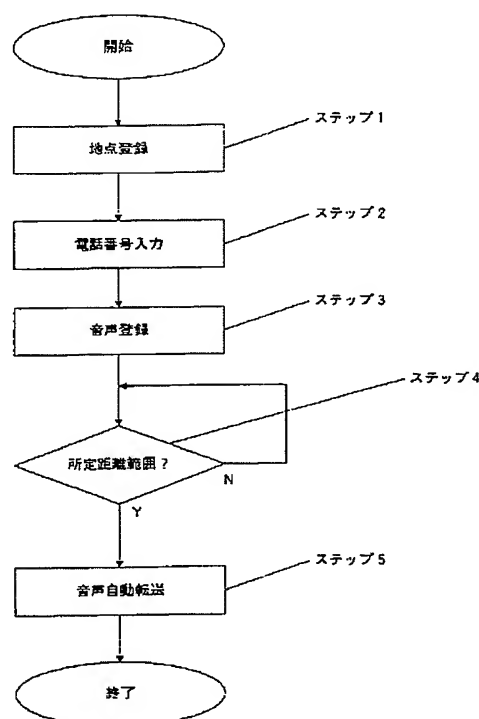 開始
ステップ1
地点登録
ステップ2
電話番号入力
ステップ3
音声登録
ステップ4
所定距離範囲?
N
Y
ステップ5
音声自動転送
終了